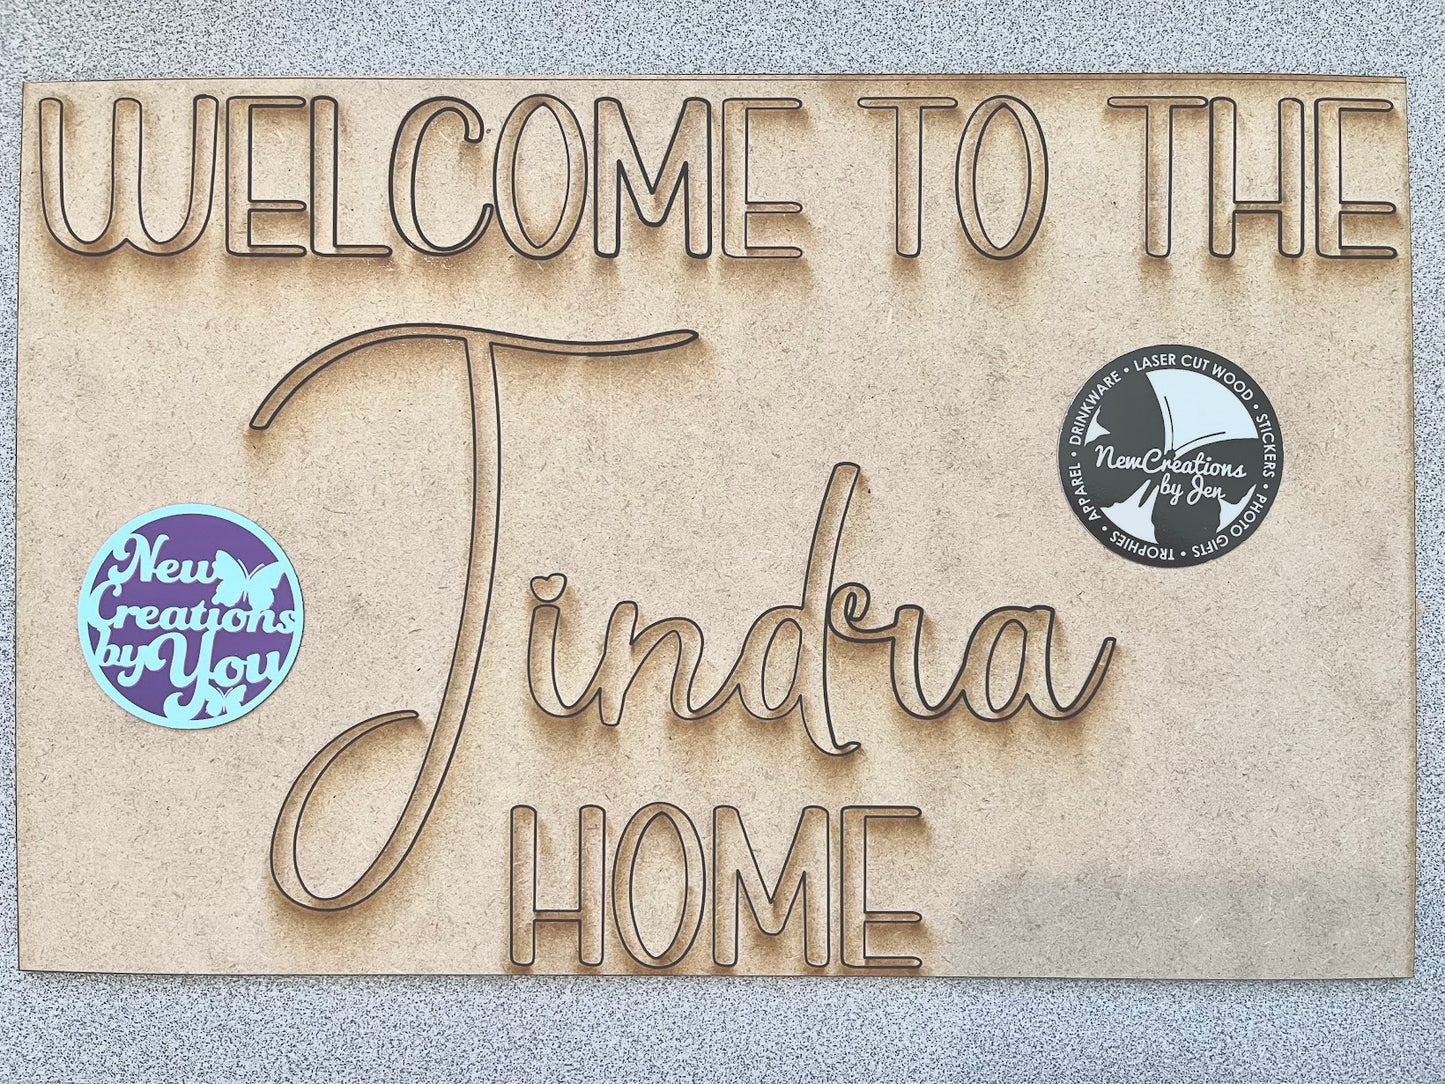 WELCOME TO THE
Jindra
HOME
New
Creations
by You
APPAREL • DRINKWARE • LASER CUT WOOD • STICKERS • PHOTO GIFTS • TROPHIES •
NewCreations
by Jen